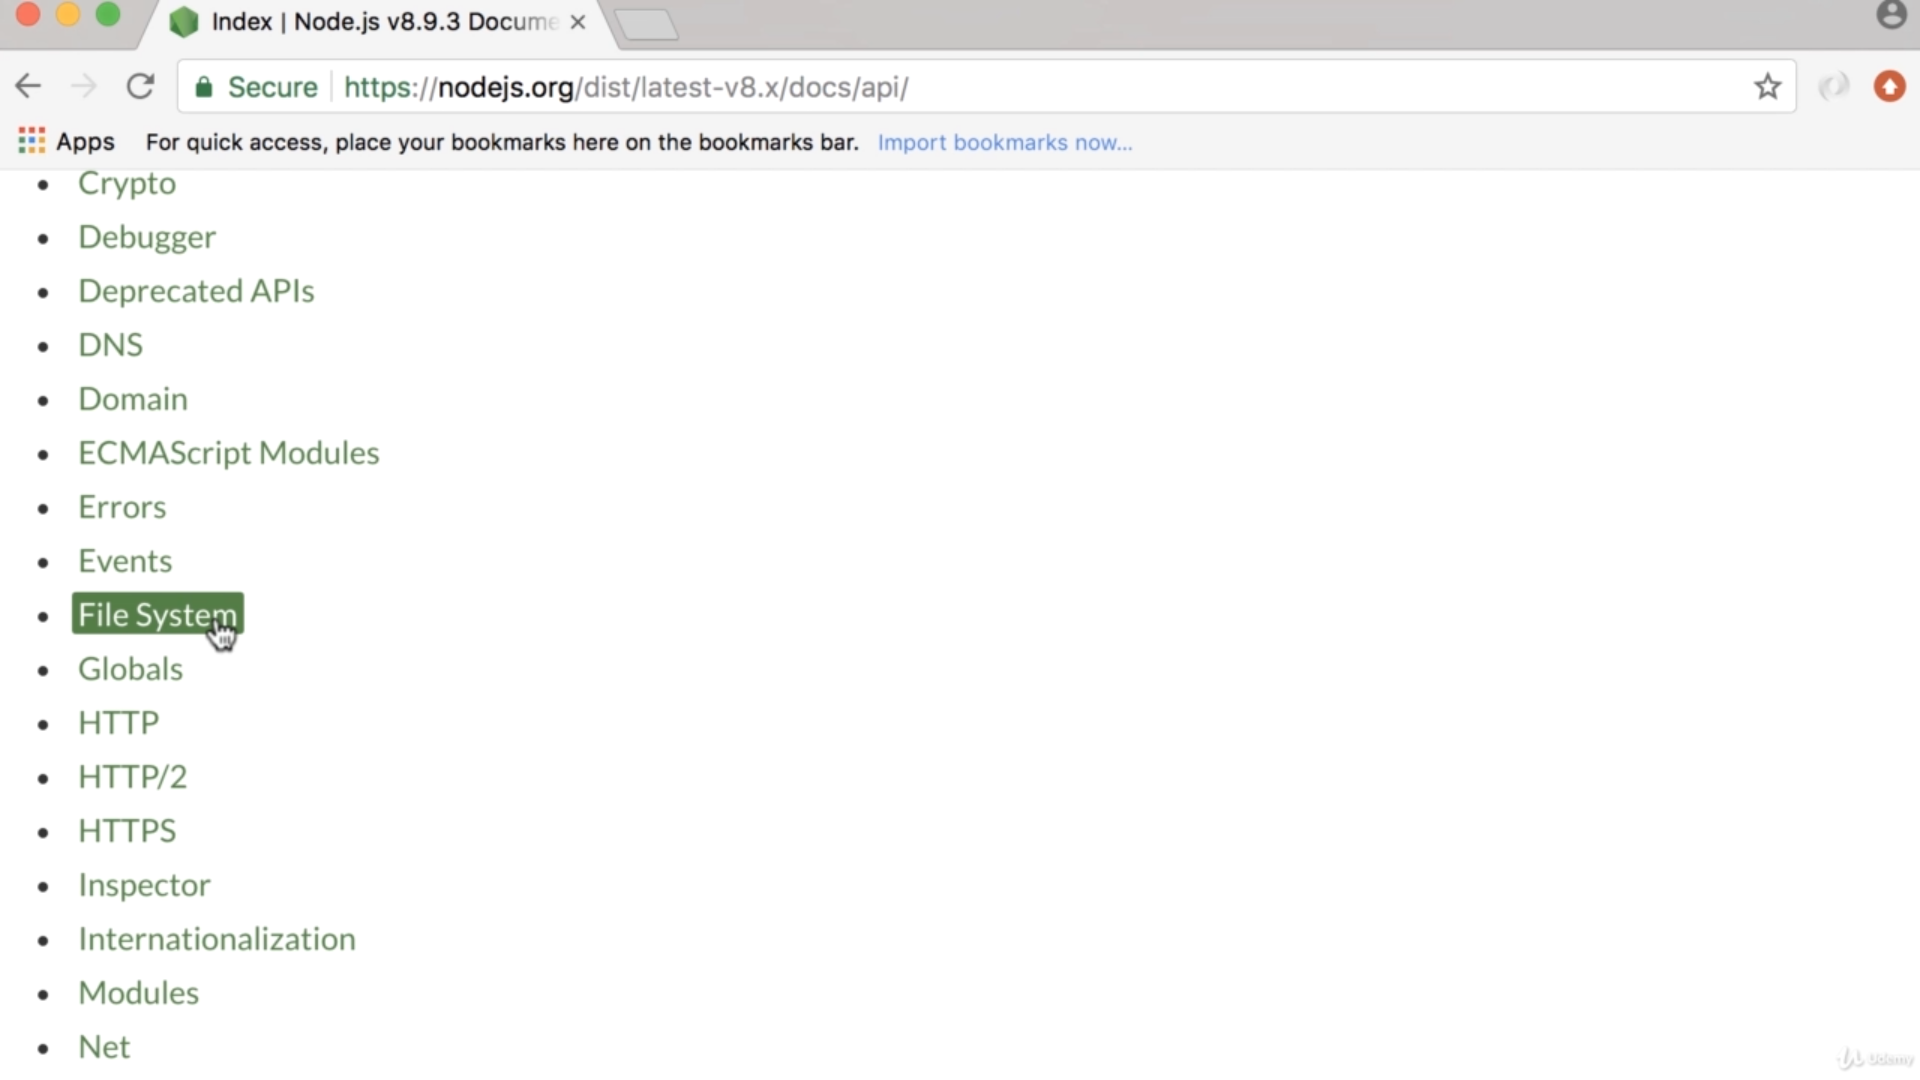 Index | Node.js v8.9.3 Docume
Secure https://nodejs.org/dist/latest-v8.x/docs/api/
Apps For quick access, place your bookmarks here on the bookmarks bar. Import bookmarks now...
Crypto
Debugger
Deprecated APIs
DNS
Domain
ECMAScript Modules
Errors
Events
File System
Globals
HTTP
HTTP/2
HTTPS
Inspector
Internationalization
Modules
Net
Udemy